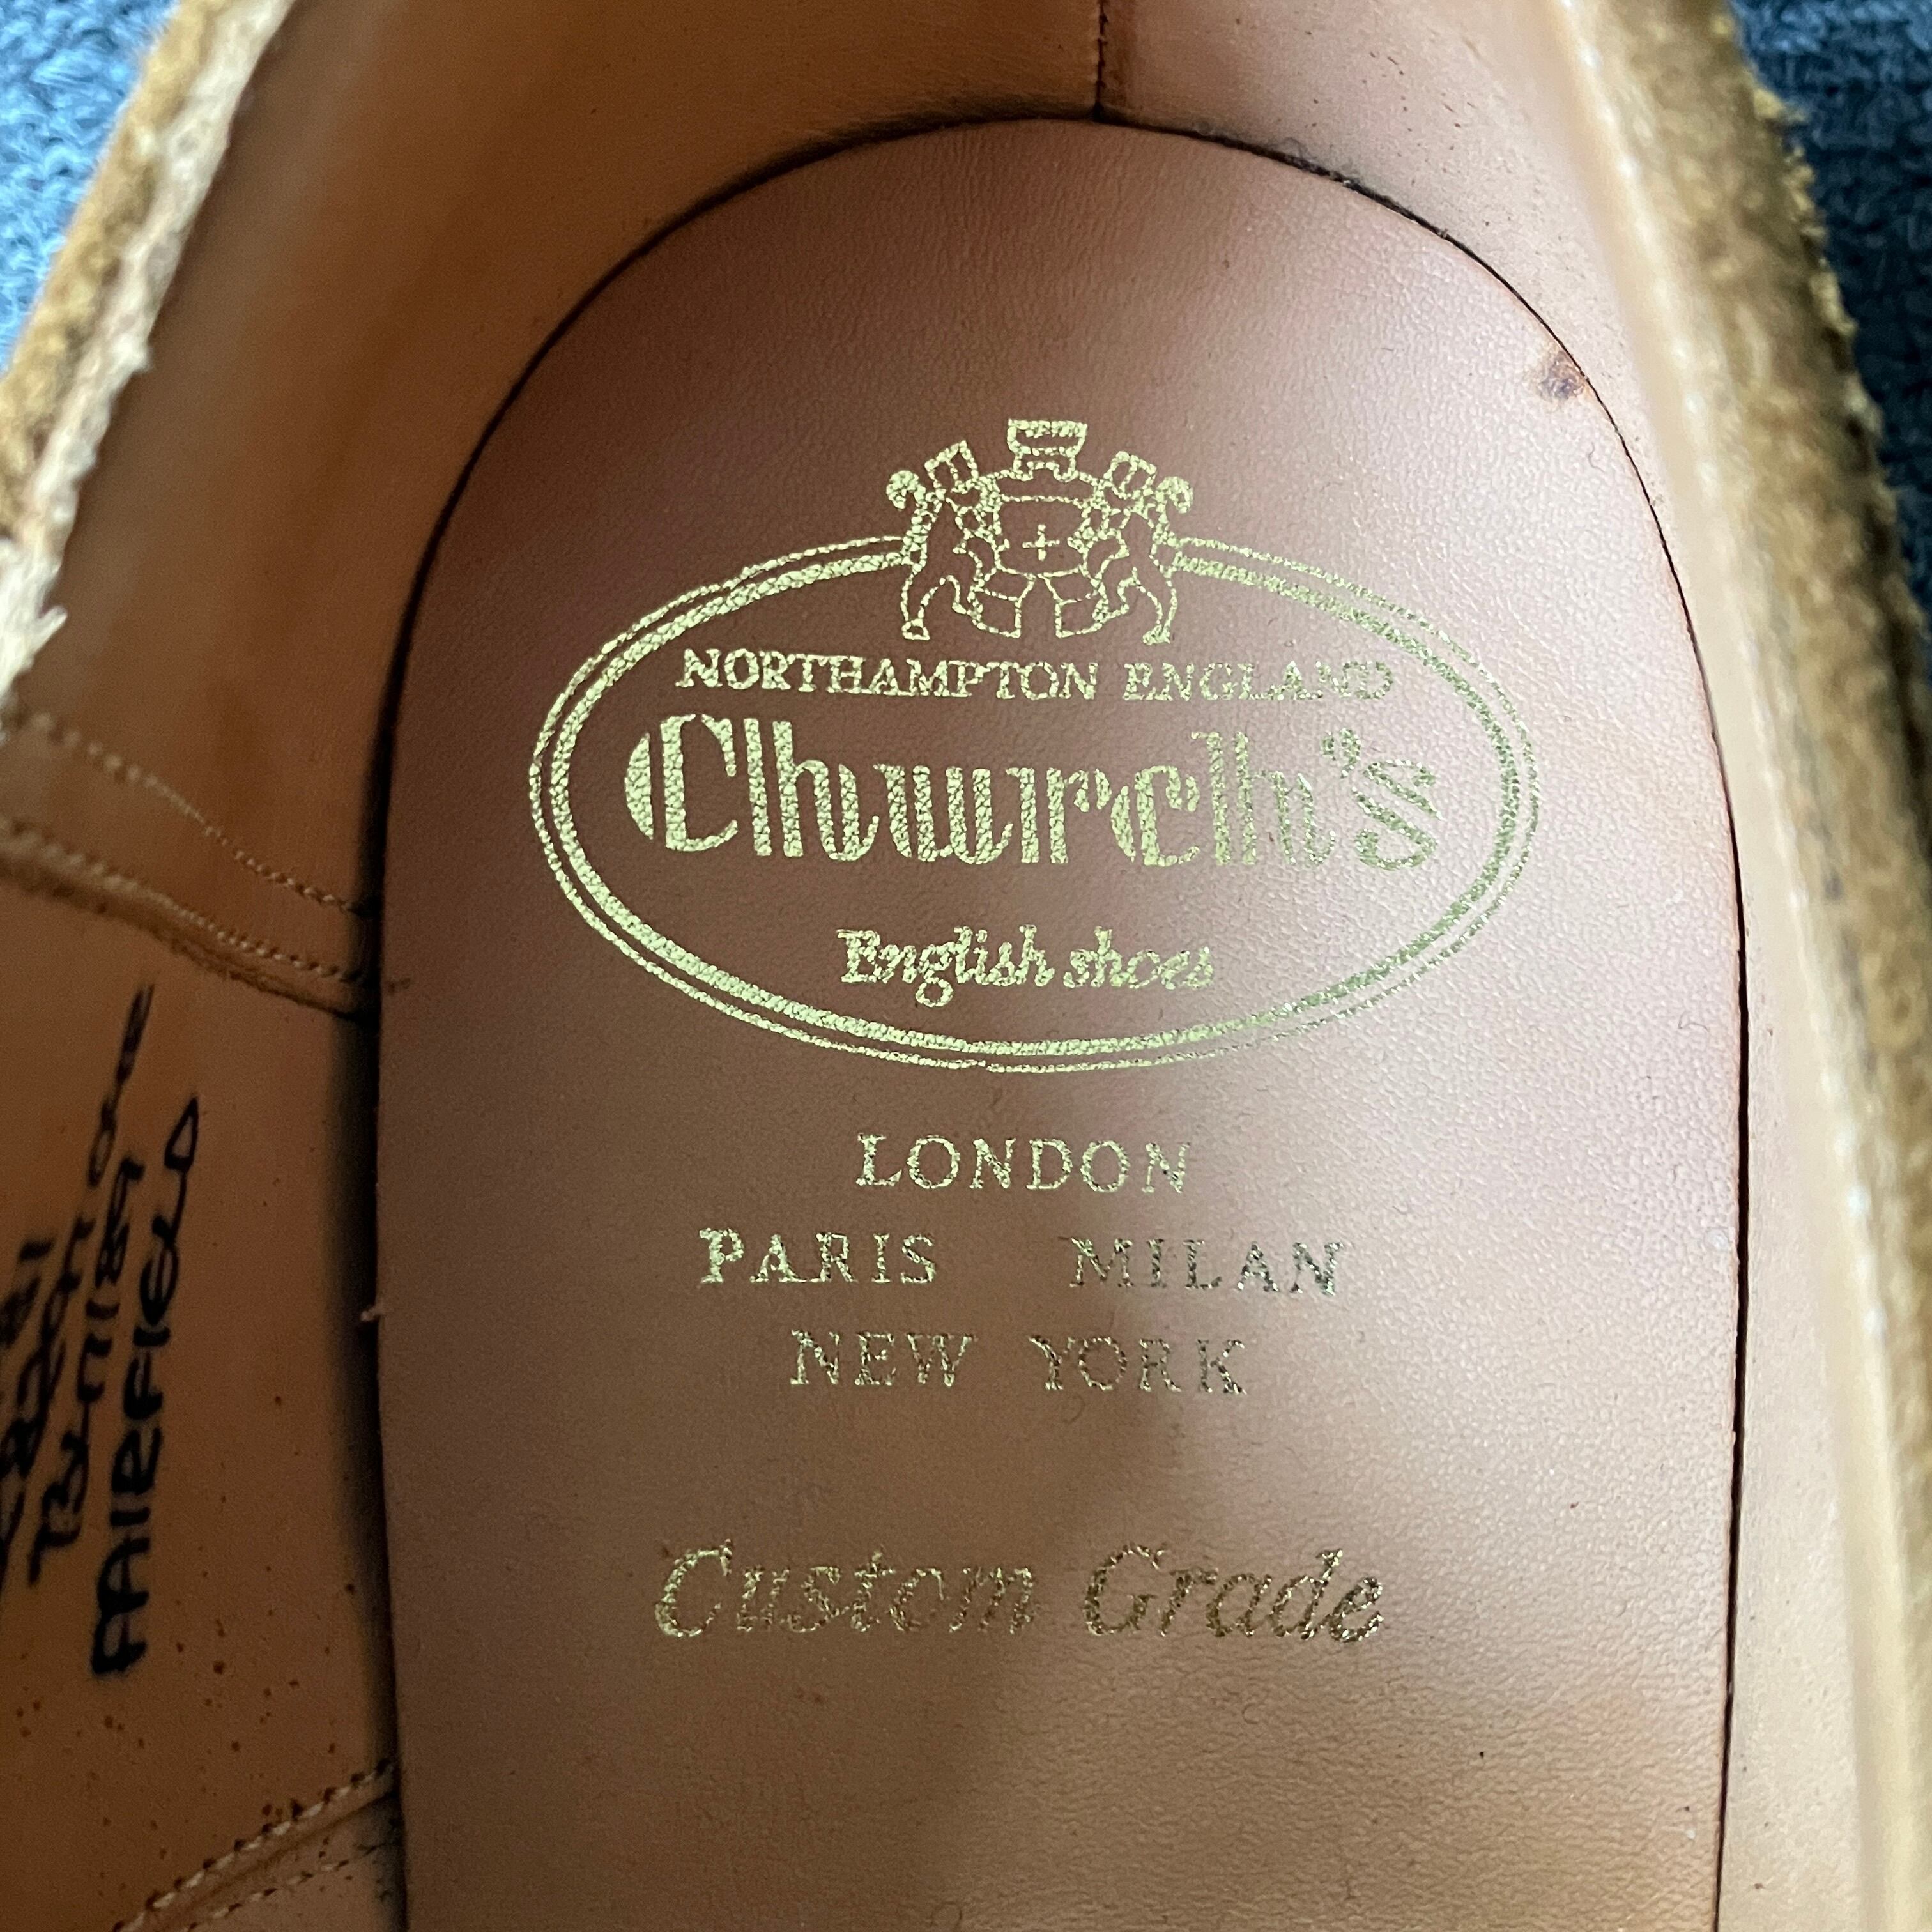 NORTHAMPTON ENGLAND
Church's
English shoes
LONDON
PARIS MILAN
NEW YORK
Custom Grade
FAIRFIELD